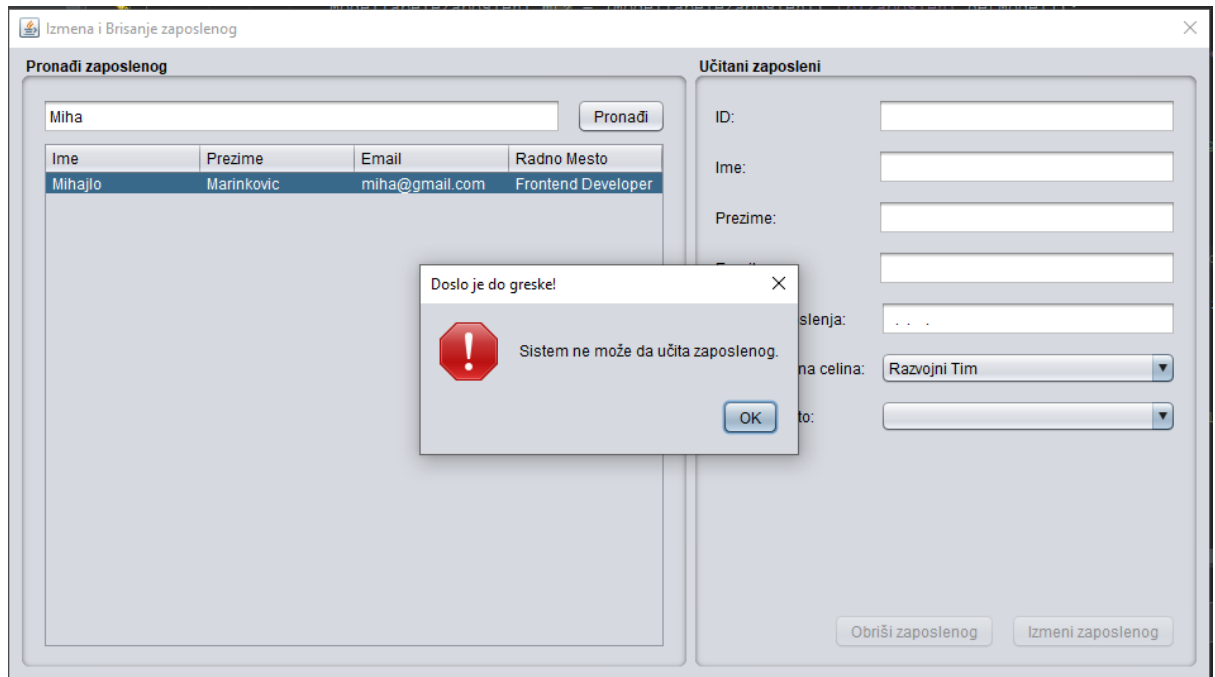 Izmena i Brisanje zaposlenog
Pronađi zaposlenog
Miha
Pronađi
Ime Prezime Email Radno Mesto
Mihajlo Marinkovic miha@gmail.com Frontend Developer
Učitani zaposleni
ID:
Ime:
Prezime:
slenja: . . .
na celina: Razvojni Tim
to:
Obriši zaposlenog Izmeni zaposlenog
Doslo je do greske!
Sistem ne može da učita zaposlenog.
OK